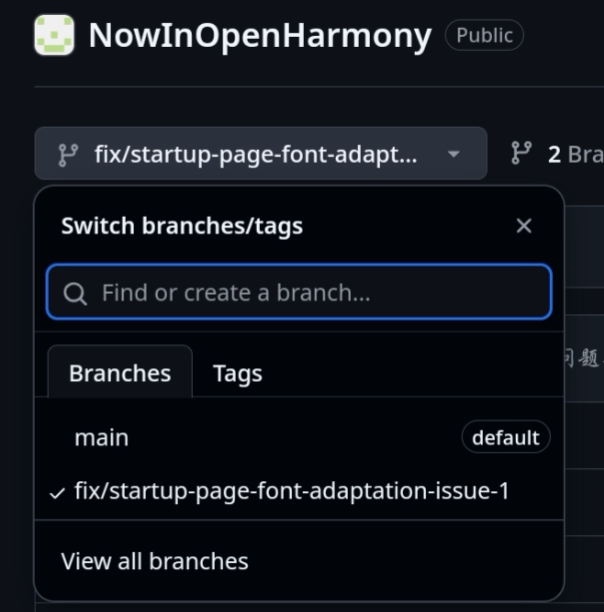 NowInOpenHarmony Public
fix/startup-page-font-adapt... 2 Bra
Switch branches/tags
Find or create a branch...
Branches Tags
问题
main default
fix/startup-page-font-adaptation-issue-1
View all branches